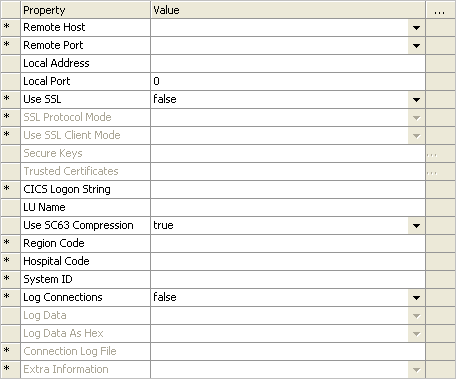 Property Value ...
* Remote Host
* Remote Port
Local Address
Local Port 0
* Use SSL false
* SSL Protocol Mode
* Use SSL Client Mode
Secure Keys ...
Trusted Certificates ...
* CICS Logon String
LU Name
Use SC63 Compression true
* Region Code
* Hospital Code
* System ID
* Log Connections false
Log Data
Log Data As Hex
* Connection Log File
* Extra Information